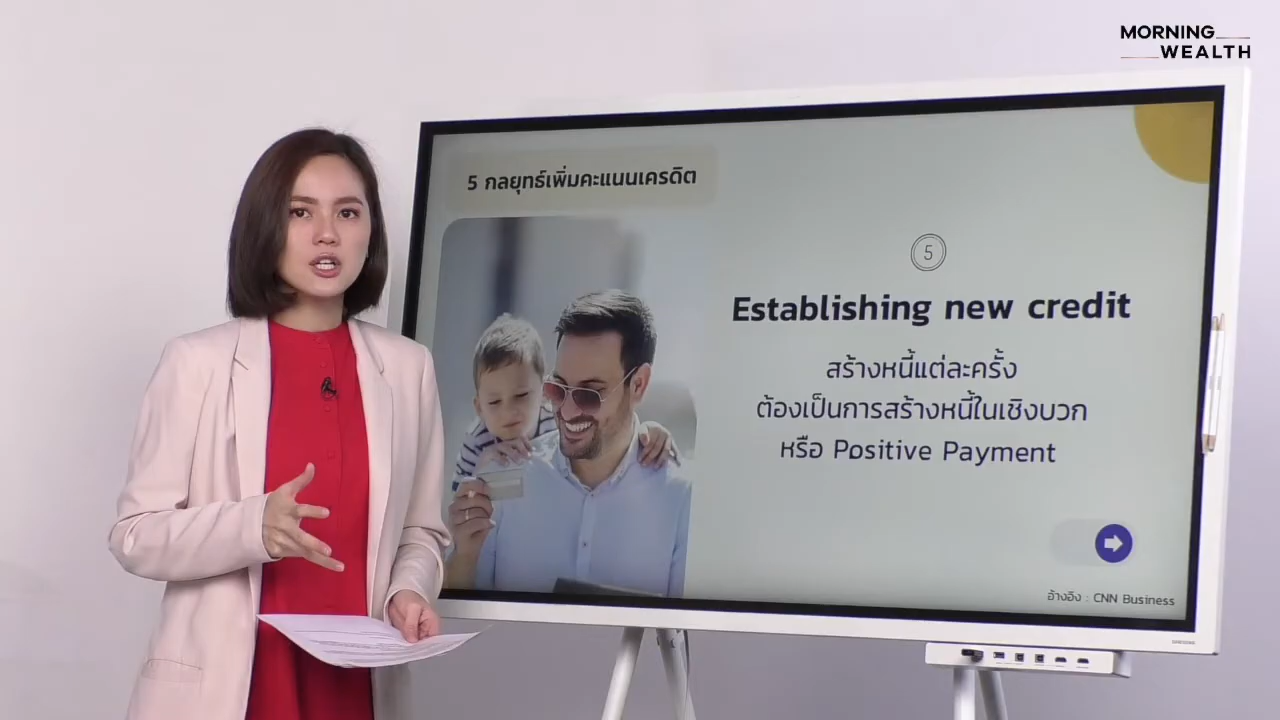 MORNING
WEALTH
5 กลยุทธ์เพิ่มคะแนนเครดิต
5
Establishing new credit
สร้างหนี้แต่ละครั้ง
ต้องเป็นการสร้างหนี้ในเชิงบวก
หรือ Positive Payment
อ้างอิง : CNN Business
SAMSUNG